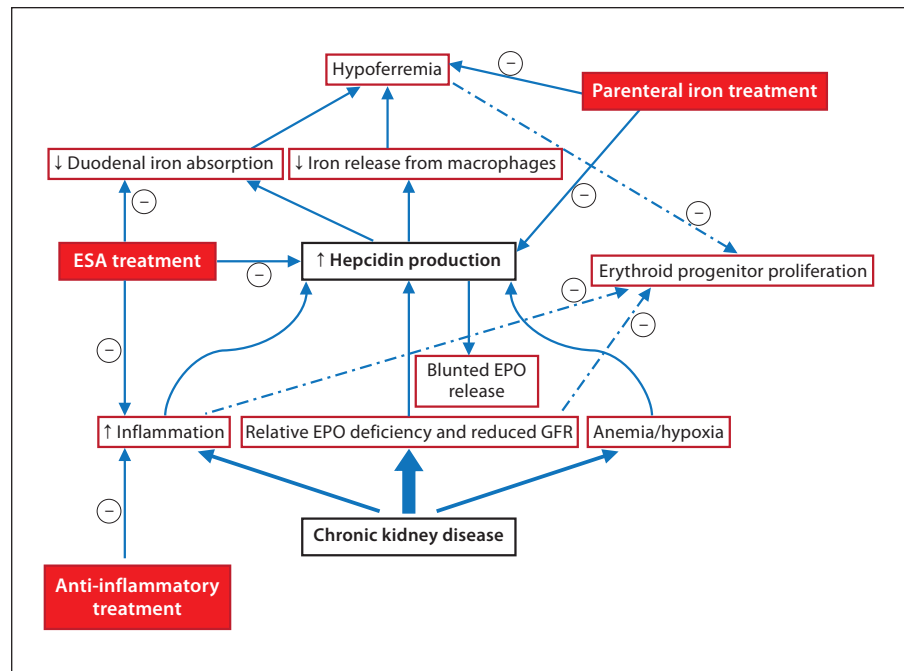 Hypoferremia
−
Parenteral iron treatment
↓ Duodenal iron absorption
↓ Iron release from macrophages
−
−
−
ESA treatment
−
↑ Hepcidin production
Erythroid progenitor proliferation
−
−
−
Blunted EPO
release
↑ Inflammation
Relative EPO deficiency and reduced GFR
Anemia/hypoxia
−
Chronic kidney disease
Anti-inflammatory
treatment